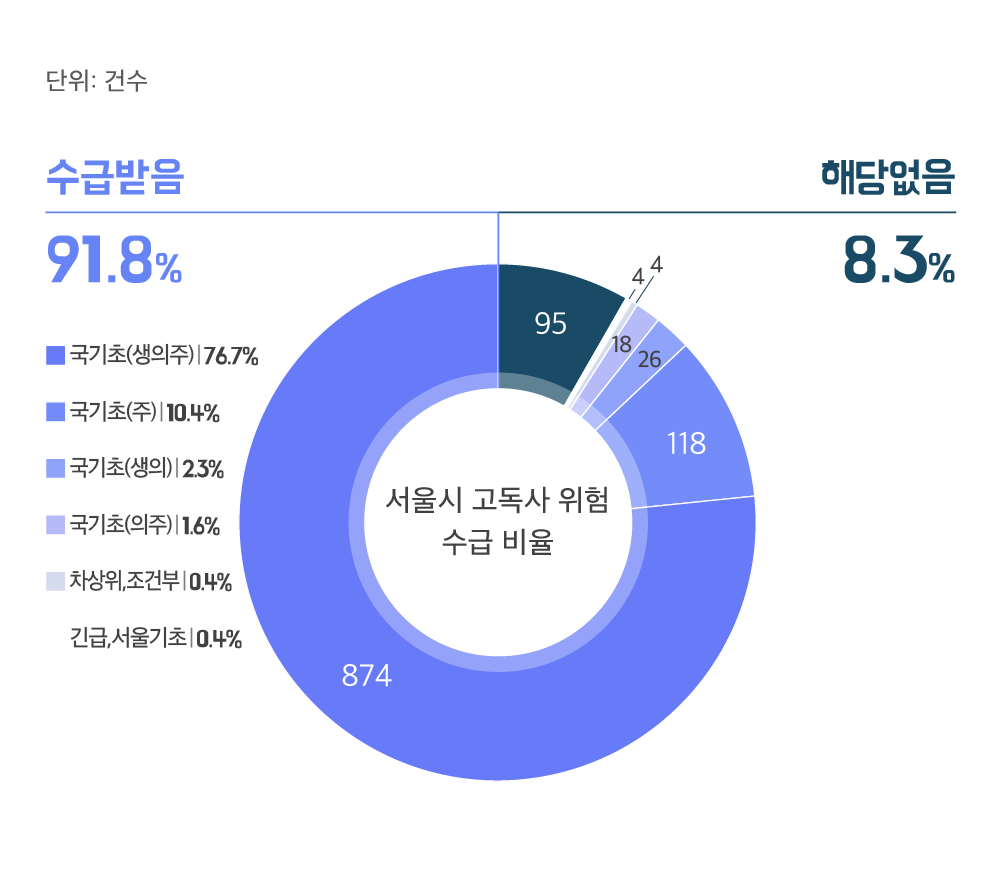 단위: 건수
수급받음
해당없음
91.8%
8.3%
4
4
95
18
26
국기초(생의주)|76.7%
국기초(주)|10.4%
국기초(생의)|2.3%
국기초(의주)|1.6%
차상위,조건부|0.4%
긴급,서울기초|0.4%
118
서울시 고독사 위험
수급 비율
874